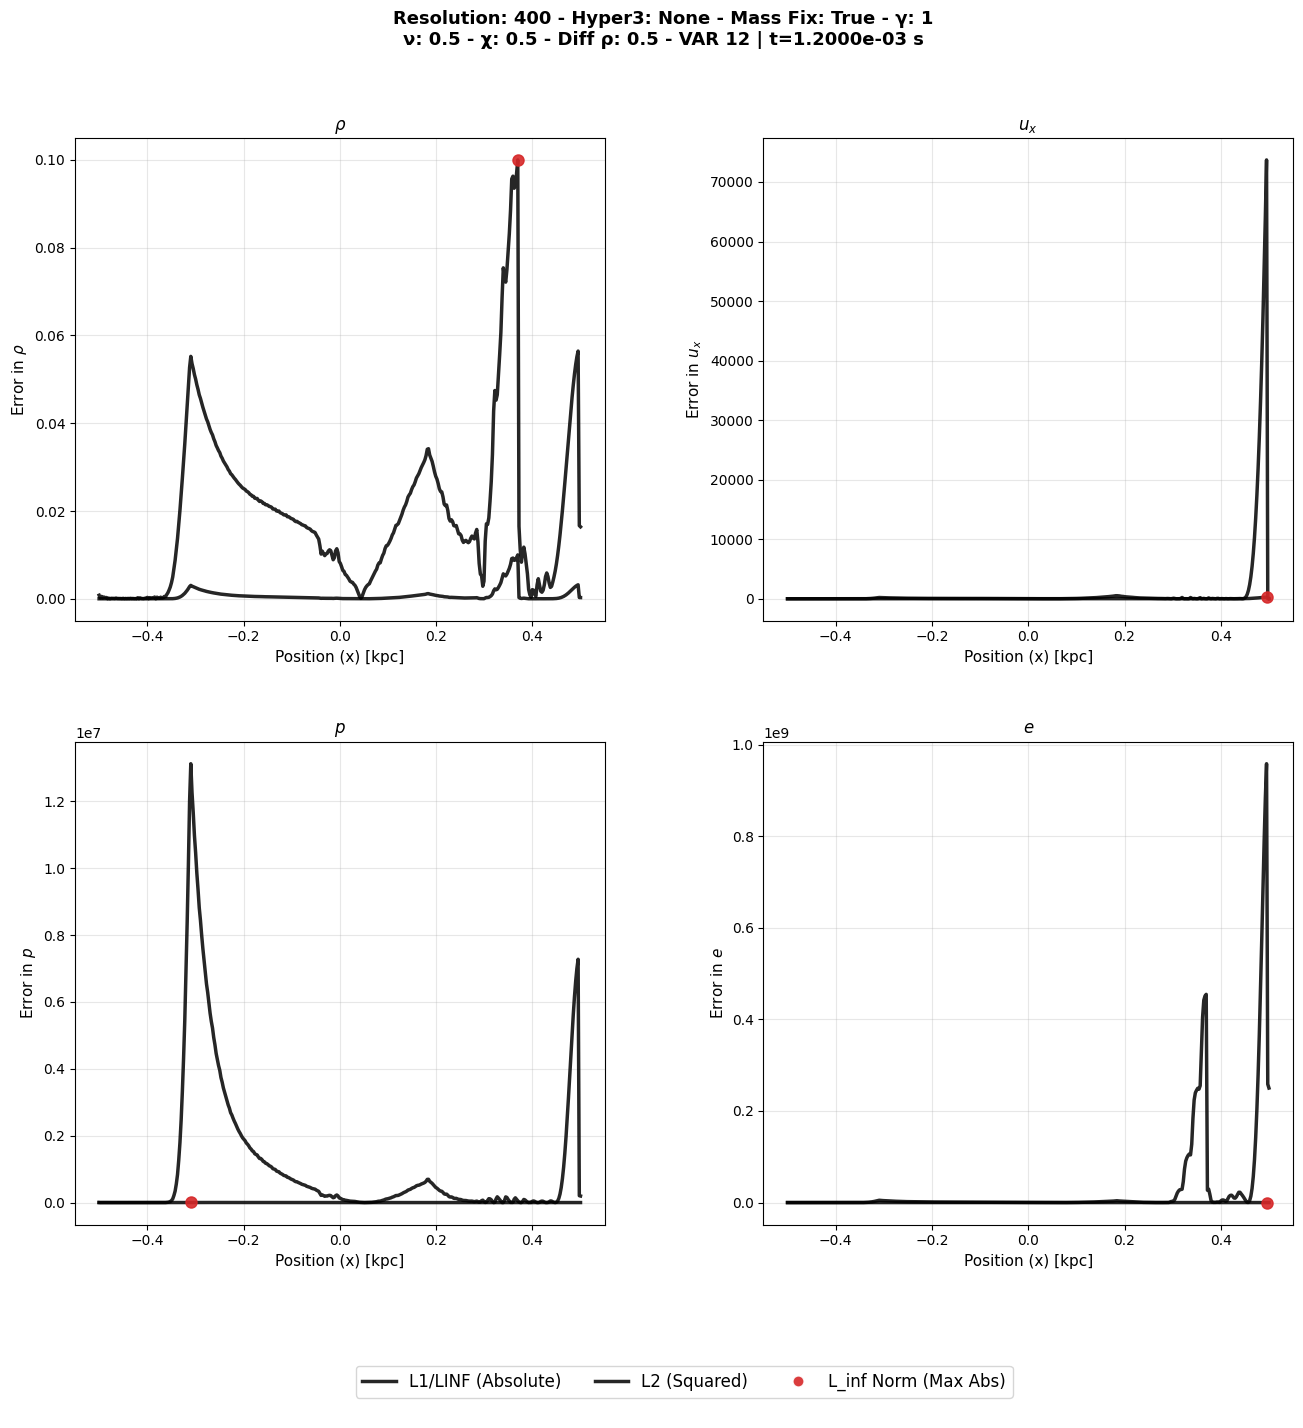 Resolution: 400 - Hyper3: None - Mass Fix: True - γ: 1
ν: 0.5 - χ: 0.5 - Diff ρ: 0.5 - VAR 12 | t=1.2000e-03 s
ρ
0.10
0.08
0.06
0.04
0.02
0.00
Error in ρ
−0.4 −0.2 0.0 0.2 0.4
Position (x) [kpc]
u_x
70000
60000
50000
40000
30000
20000
10000
0
Error in u_x
−0.4 −0.2 0.0 0.2 0.4
Position (x) [kpc]
p
1e7
1.2
1.0
0.8
0.6
0.4
0.2
0.0
Error in p
−0.4 −0.2 0.0 0.2 0.4
Position (x) [kpc]
e
1e9
1.0
0.8
0.6
0.4
0.2
0.0
Error in e
−0.4 −0.2 0.0 0.2 0.4
Position (x) [kpc]
L1/LINF (Absolute) L2 (Squared) L_inf Norm (Max Abs)